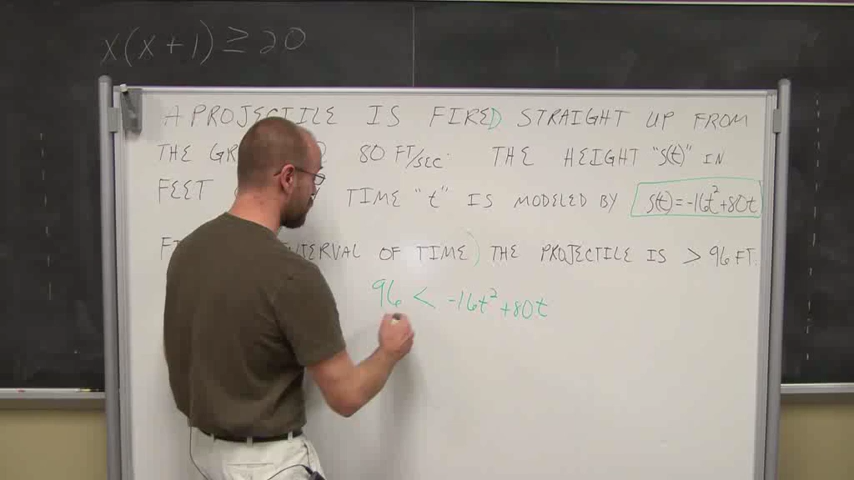 x(x+1) ≥ 20
A PROJECTILE IS FIRED STRAIGHT UP FROM
THE 80 FT/SEC. THE HEIGHT "s(t)" IN
FEET TIME "t" IS MODELED BY s(t)=-16t²+80t
INTERVAL OF TIME) THE PROJECTILE IS > 96 FT.
96 < -16t²+80t